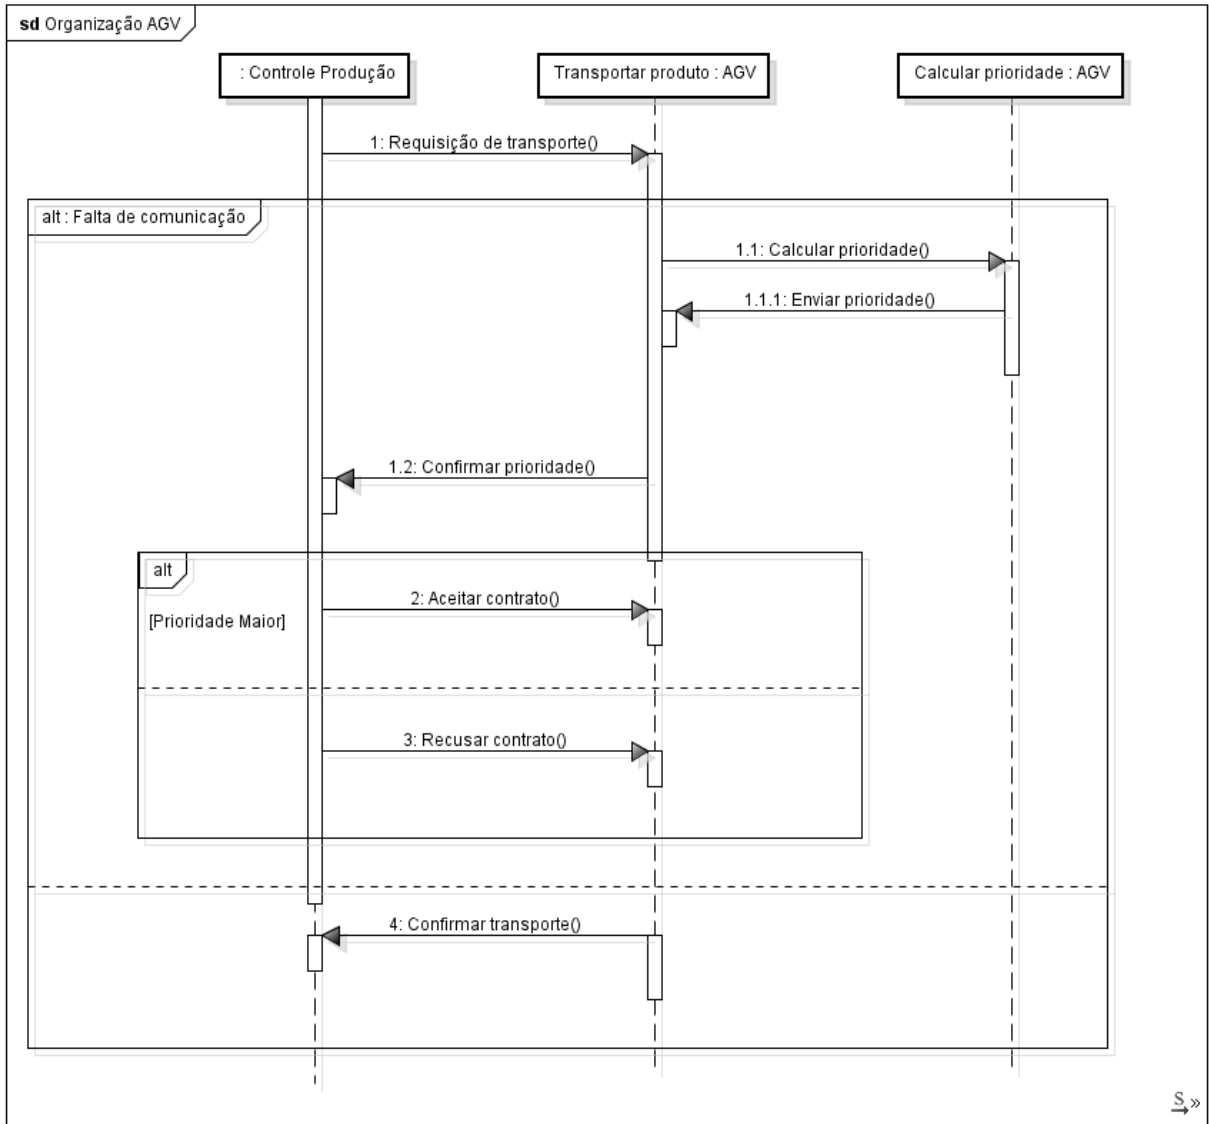 sd Organização AGV
: Controle Produção
Transportar produto : AGV
Calcular prioridade : AGV
1: Requisição de transporte()
alt : Falta de comunicação
1.1: Calcular prioridade()
1.1.1: Enviar prioridade()
1.2: Confirmar prioridade()
alt
2: Aceitar contrato()
[Prioridade Maior]
3: Recusar contrato()
4: Confirmar transporte()
S »